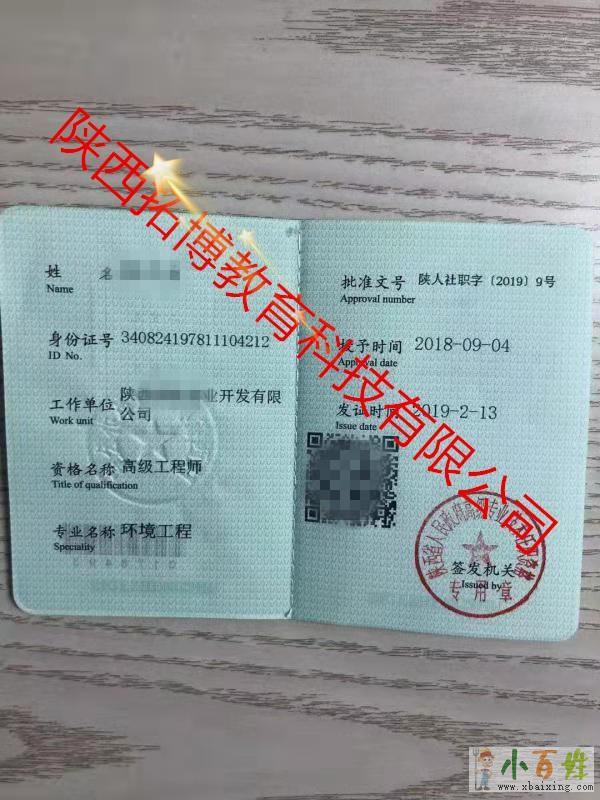 陕西拓博教育科技有限公司
姓 名
Name
身份证号 340824197811104212
ID No.
工作单位 陕西 业开发有限
公司
Work unit
资格名称 高级工程师
Title of qualification
专业名称 环境工程
Speciality
批准文号 陕人社职字〔2019〕9号
Approval number
授予时间 2018-09-04
Approval date
发证时间 2019-2-13
Issue date
签发机关
Issued by
专用章
小百姓
www.xbaixing.com